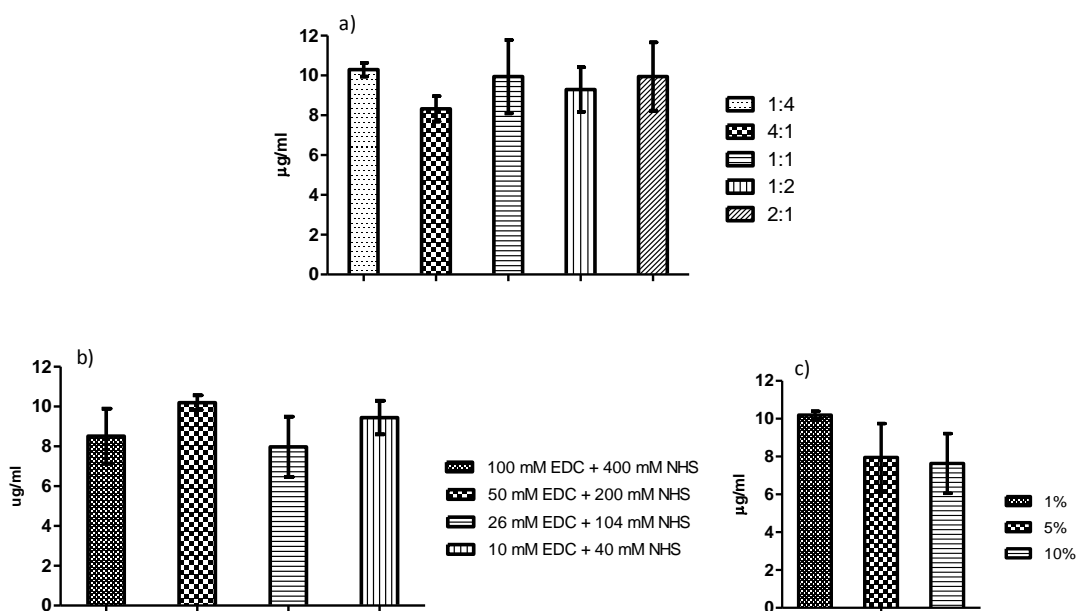 a)
12
10
8
6
4
2
0
µg/ml
1:4
4:1
1:1
1:2
2:1
b)
12
10
8
6
4
2
0
ug/ml
100 mM EDC + 400 mM NHS
50 mM EDC + 200 mM NHS
26 mM EDC + 104 mM NHS
10 mM EDC + 40 mM NHS
c)
12
10
8
6
4
2
0
µg/ml
1%
5%
10%